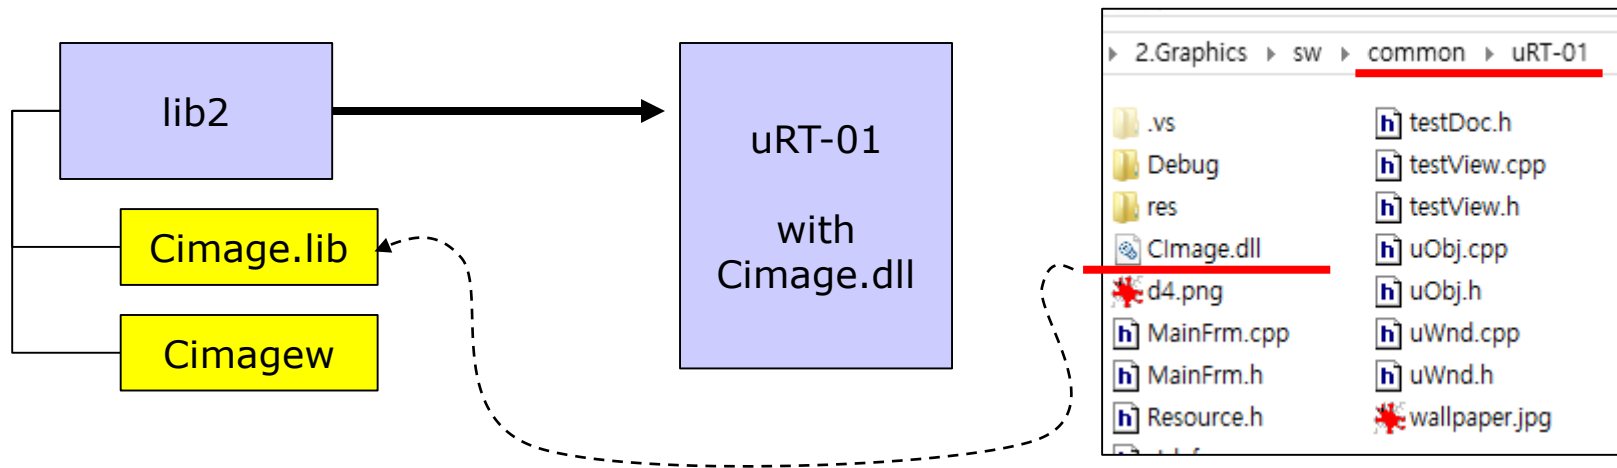 lib2
Cimage.lib
Cimagew
uRT-01
with
Cimage.dll
2.Graphics sw common uRT-01
.vs
Debug
res
CImage.dll
d4.png
MainFrm.cpp
MainFrm.h
Resource.h
testDoc.h
testView.cpp
testView.h
uObj.cpp
uObj.h
uWnd.cpp
uWnd.h
wallpaper.jpg